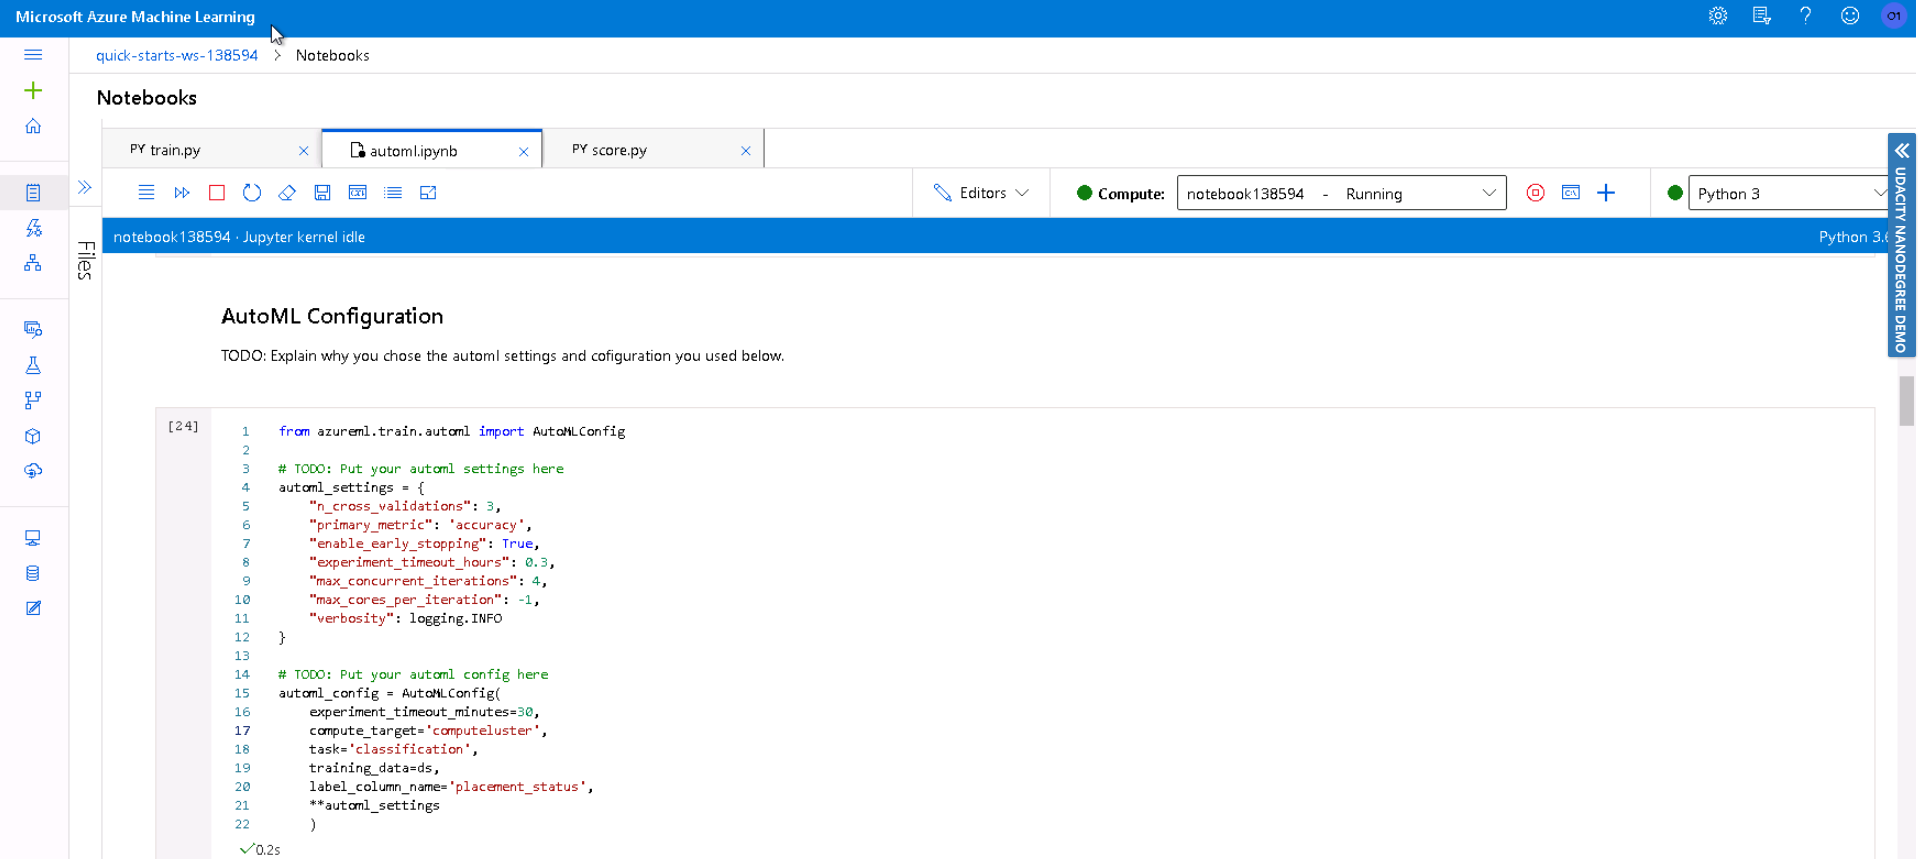 Microsoft Azure Machine Learning
O1
quick-starts-ws-138594 > Notebooks
Notebooks
PY train.py
automl.ipynb
PY score.py
Editors
Compute: notebook138594 - Running
Python 3
notebook138594 · Jupyter kernel idle
Python 3.6
Files
UDACITY NANODEGREE DEMO
AutoML Configuration
TODO: Explain why you chose the automl settings and cofiguration you used below.
[24]
1 from azureml.train.automl import AutoMLConfig
2
3 # TODO: Put your automl settings here
4 automl_settings = {
5 "n_cross_validations": 3,
6 "primary_metric": 'accuracy',
7 "enable_early_stopping": True,
8 "experiment_timeout_hours": 0.3,
9 "max_concurrent_iterations": 4,
10 "max_cores_per_iteration": -1,
11 "verbosity": logging.INFO
12 }
13
14 # TODO: Put your automl config here
15 automl_config = AutoMLConfig(
16 experiment_timeout_minutes=30,
17 compute_target='computeluster',
18 task='classification',
19 training_data=ds,
20 label_column_name='placement_status',
21 **automl_settings
22 )
0.2s